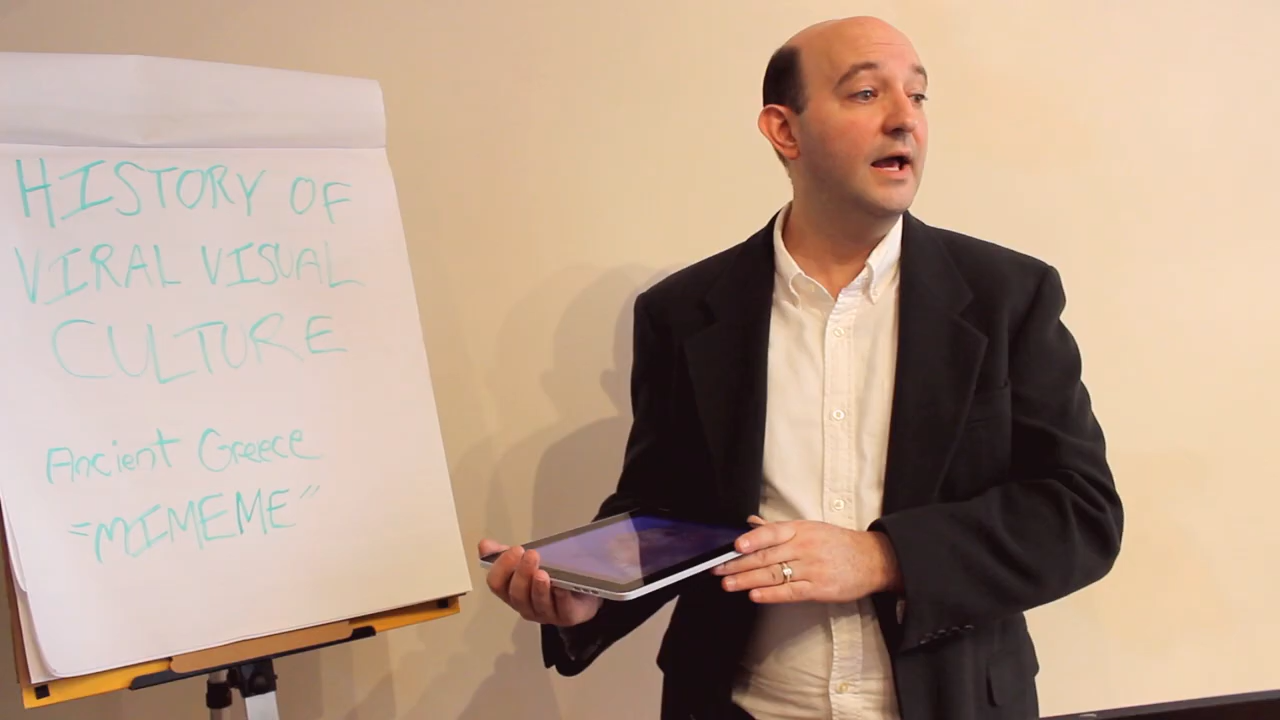 HISTORY OF
VIRAL VISUAL
CULTURE
Ancient Greece
"MIMEME"